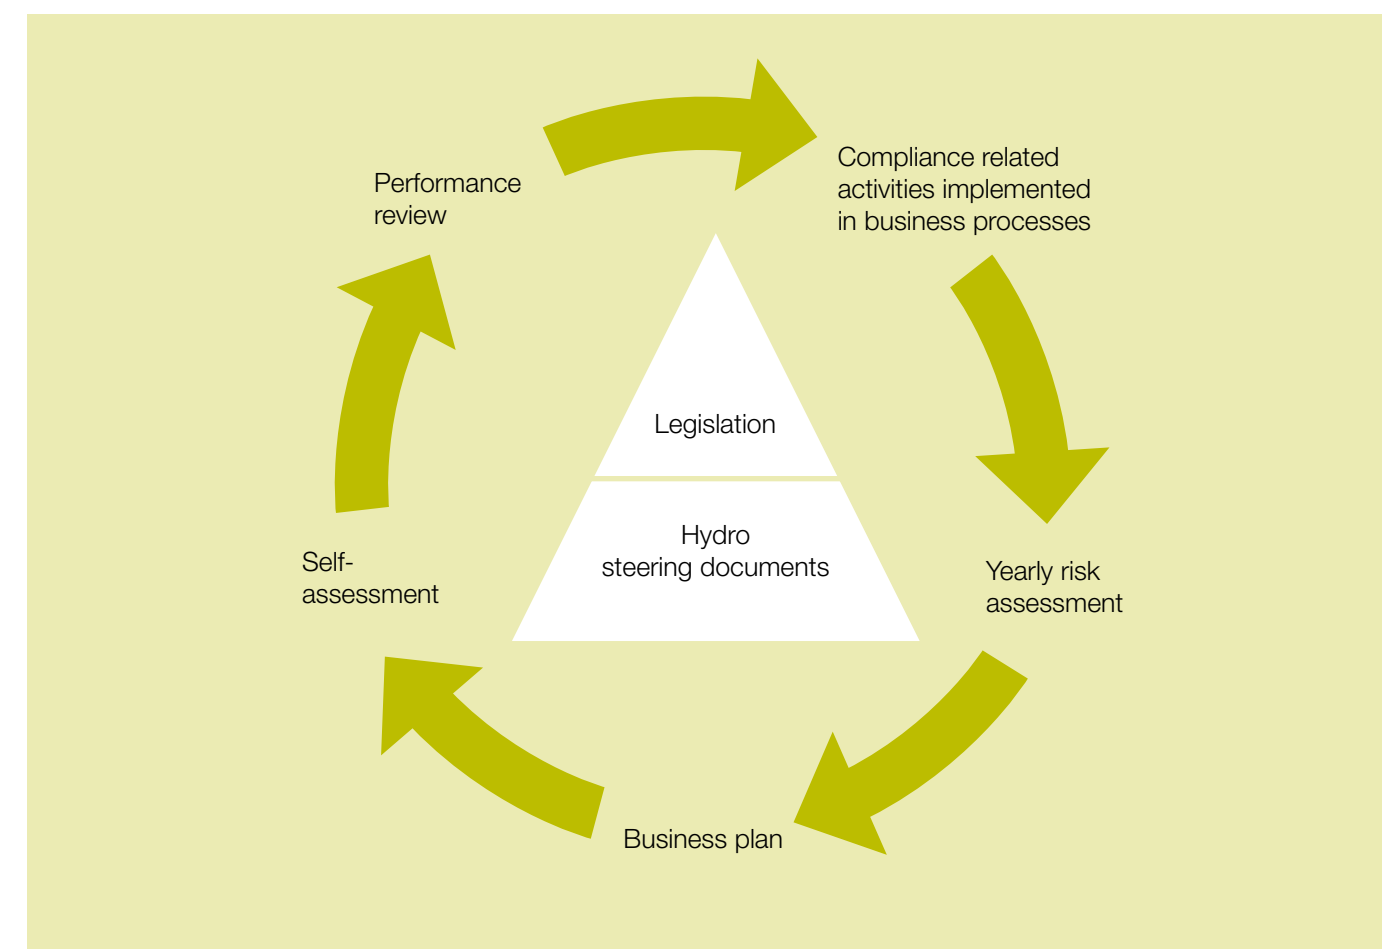 Compliance related
activities implemented
in business processes
Performance
review
Legislation
Hydro
steering documents
Self-
assessment
Yearly risk
assessment
Business plan